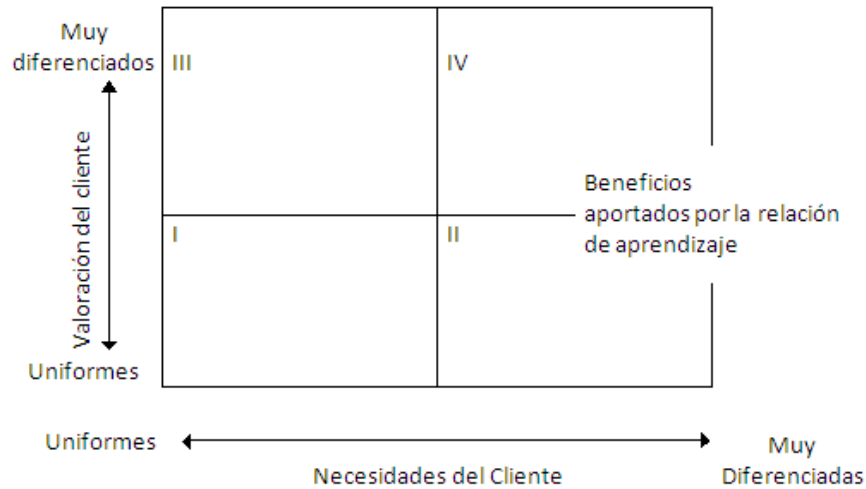 Muy
diferenciados
III
IV
Valoración del cliente
Beneficios
aportados por la relación
de aprendizaje
I
II
Uniformes
Uniformes
Muy
Diferenciadas
Necesidades del Cliente